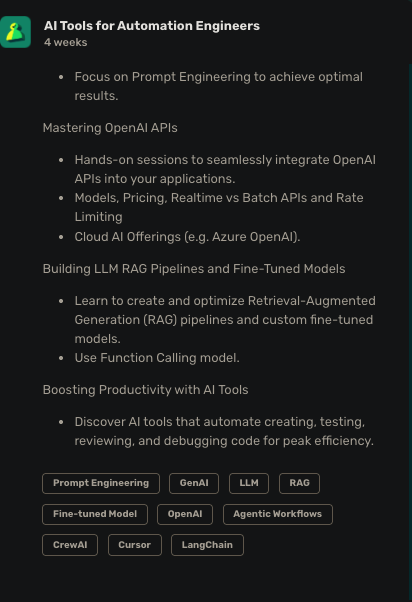 AI Tools for Automation Engineers
4 weeks
• Focus on Prompt Engineering to achieve optimal
results.
Mastering OpenAI APIs
• Hands-on sessions to seamlessly integrate OpenAI
APIs into your applications.
• Models, Pricing, Realtime vs Batch APIs and Rate
Limiting
• Cloud AI Offerings (e.g. Azure OpenAI).
Building LLM RAG Pipelines and Fine-Tuned Models
• Learn to create and optimize Retrieval-Augmented
Generation (RAG) pipelines and custom fine-tuned
models.
• Use Function Calling model.
Boosting Productivity with AI Tools
• Discover AI tools that automate creating, testing,
reviewing, and debugging code for peak efficiency.
Prompt Engineering GenAI LLM RAG
Fine-tuned Model OpenAI Agentic Workflows
CrewAI Cursor LangChain